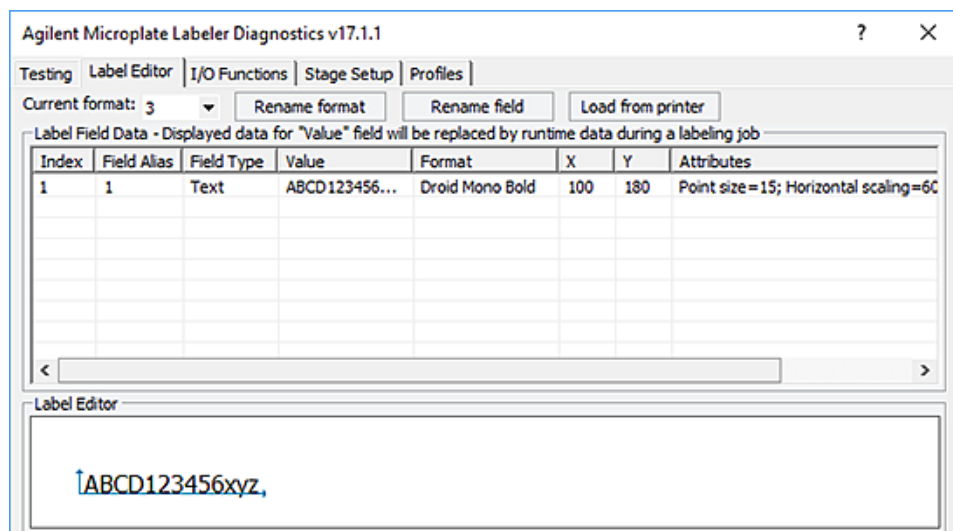 Agilent Microplate Labeler Diagnostics v17.1.1 ?
Testing Label Editor I/O Functions Stage Setup Profiles
Current format: 3 Rename format Rename field Load from printer
Label Field Data - Displayed data for "Value" field will be replaced by runtime data during a labeling job
Index Field Alias Field Type Value Format X Y Attributes
1 1 Text ABCD123456... Droid Mono Bold 100 180 Point size=15; Horizontal scaling=60
Label Editor
ABCD123456xyz